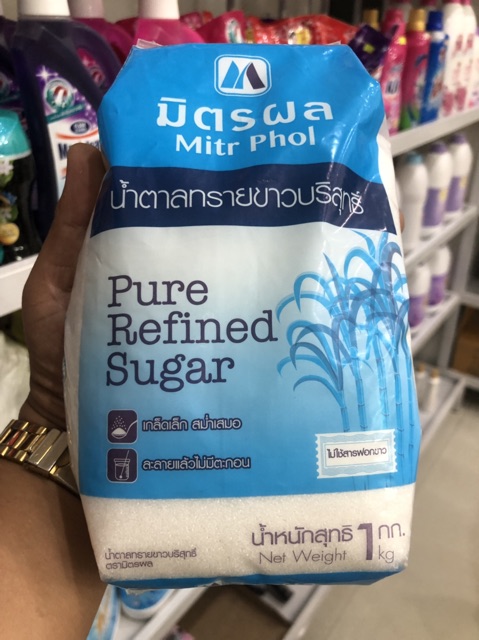 มิตรผล
Mitr Phol
น้ำตาลทรายขาวบริสุทธิ์
Pure
Refined
Sugar
เกล็ดเล็ก สม่ำเสมอ
ละลายแล้วไม่มีตะกอน
ไม่ใช้สารฟอกขาว
น้ำหนักสุทธิ 1 กก.
Net Weight kg
น้ำตาลทรายขาวบริสุทธิ์
ตรามิตรผล